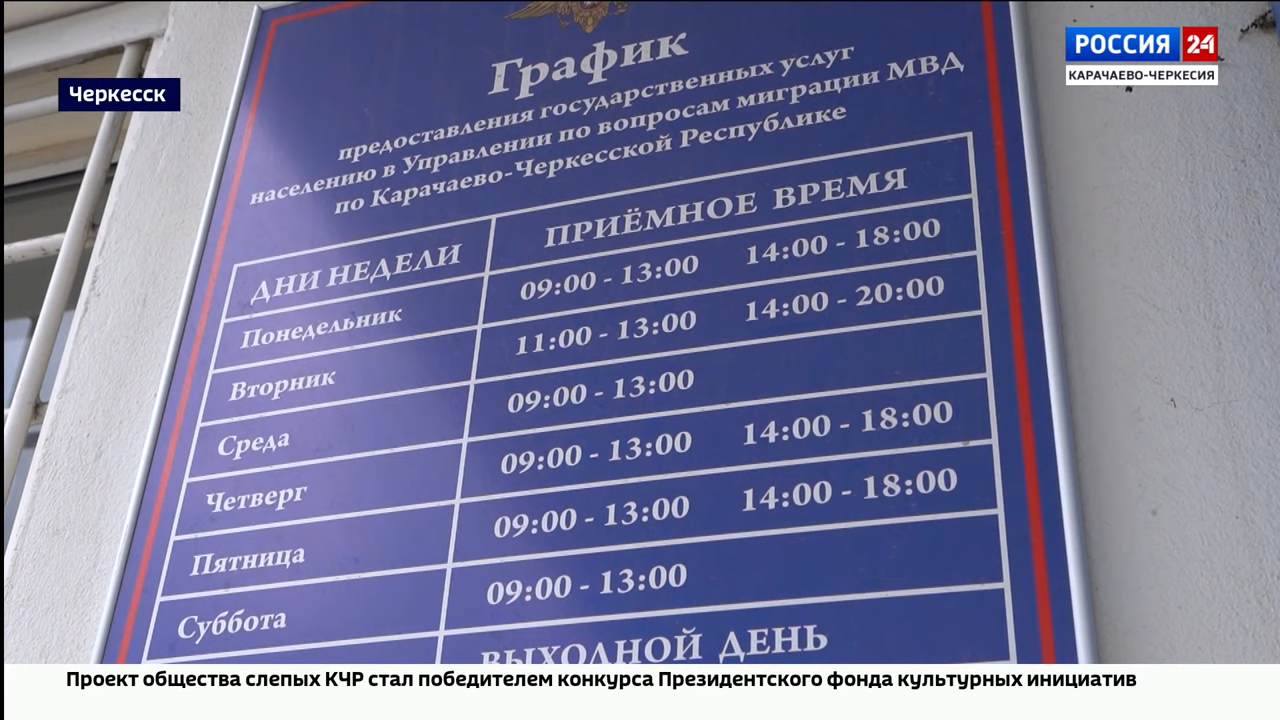 РОССИЯ 24
КАРАЧАЕВО-ЧЕРКЕСИЯ
Черкесск
График
предоставления государственных услуг
населению в Управлении по вопросам миграции МВД
по Карачаево-Черкесской Республике
ДНИ НЕДЕЛИ ПРИЁМНОЕ ВРЕМЯ
Понедельник 09:00 - 13:00 14:00 - 18:00
Вторник 11:00 - 13:00 14:00 - 20:00
Среда 09:00 - 13:00
Четверг 09:00 - 13:00 14:00 - 18:00
Пятница 09:00 - 13:00 14:00 - 18:00
Суббота 09:00 - 13:00
ВЫХОДНОЙ ДЕНЬ
Проект общества слепых КЧР стал победителем конкурса Президентского фонда культурных инициатив